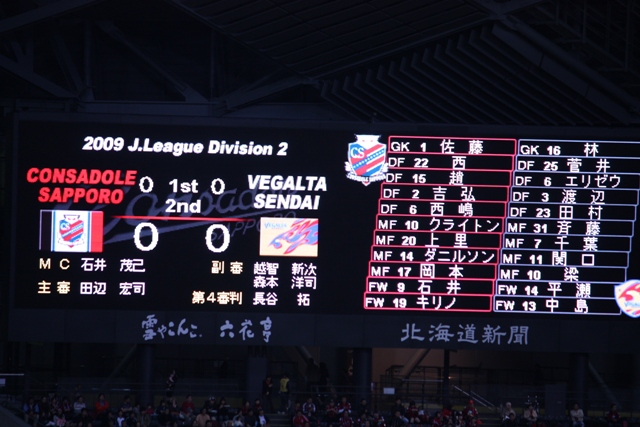 2009 J.League Division 2
CONSADOLE SAPPORO
0 1st 0
2nd
0 0
VEGALTA SENDAI
MC 石井 茂己
主審 田辺 宏司
副審 越智 新次
森本 洋司
第4審判 長谷 拓
GK 1 佐藤
DF 22 西
DF 15 趙
DF 2 吉弘
DF 6 西嶋
MF 10 クライトン
MF 20 上里
MF 14 ダニルソン
MF 17 岡本
FW 9 石井
FW 19 キリノ
GK 16 林
DF 25 菅井
DF 6 エリゼウ
DF 3 渡辺
DF 23 田村
MF 31 斉藤
MF 7 千葉
MF 11 関口
MF 10 梁
FW 14 平瀬
FW 13 中島
雪やこんこ 六花亭
北海道新聞